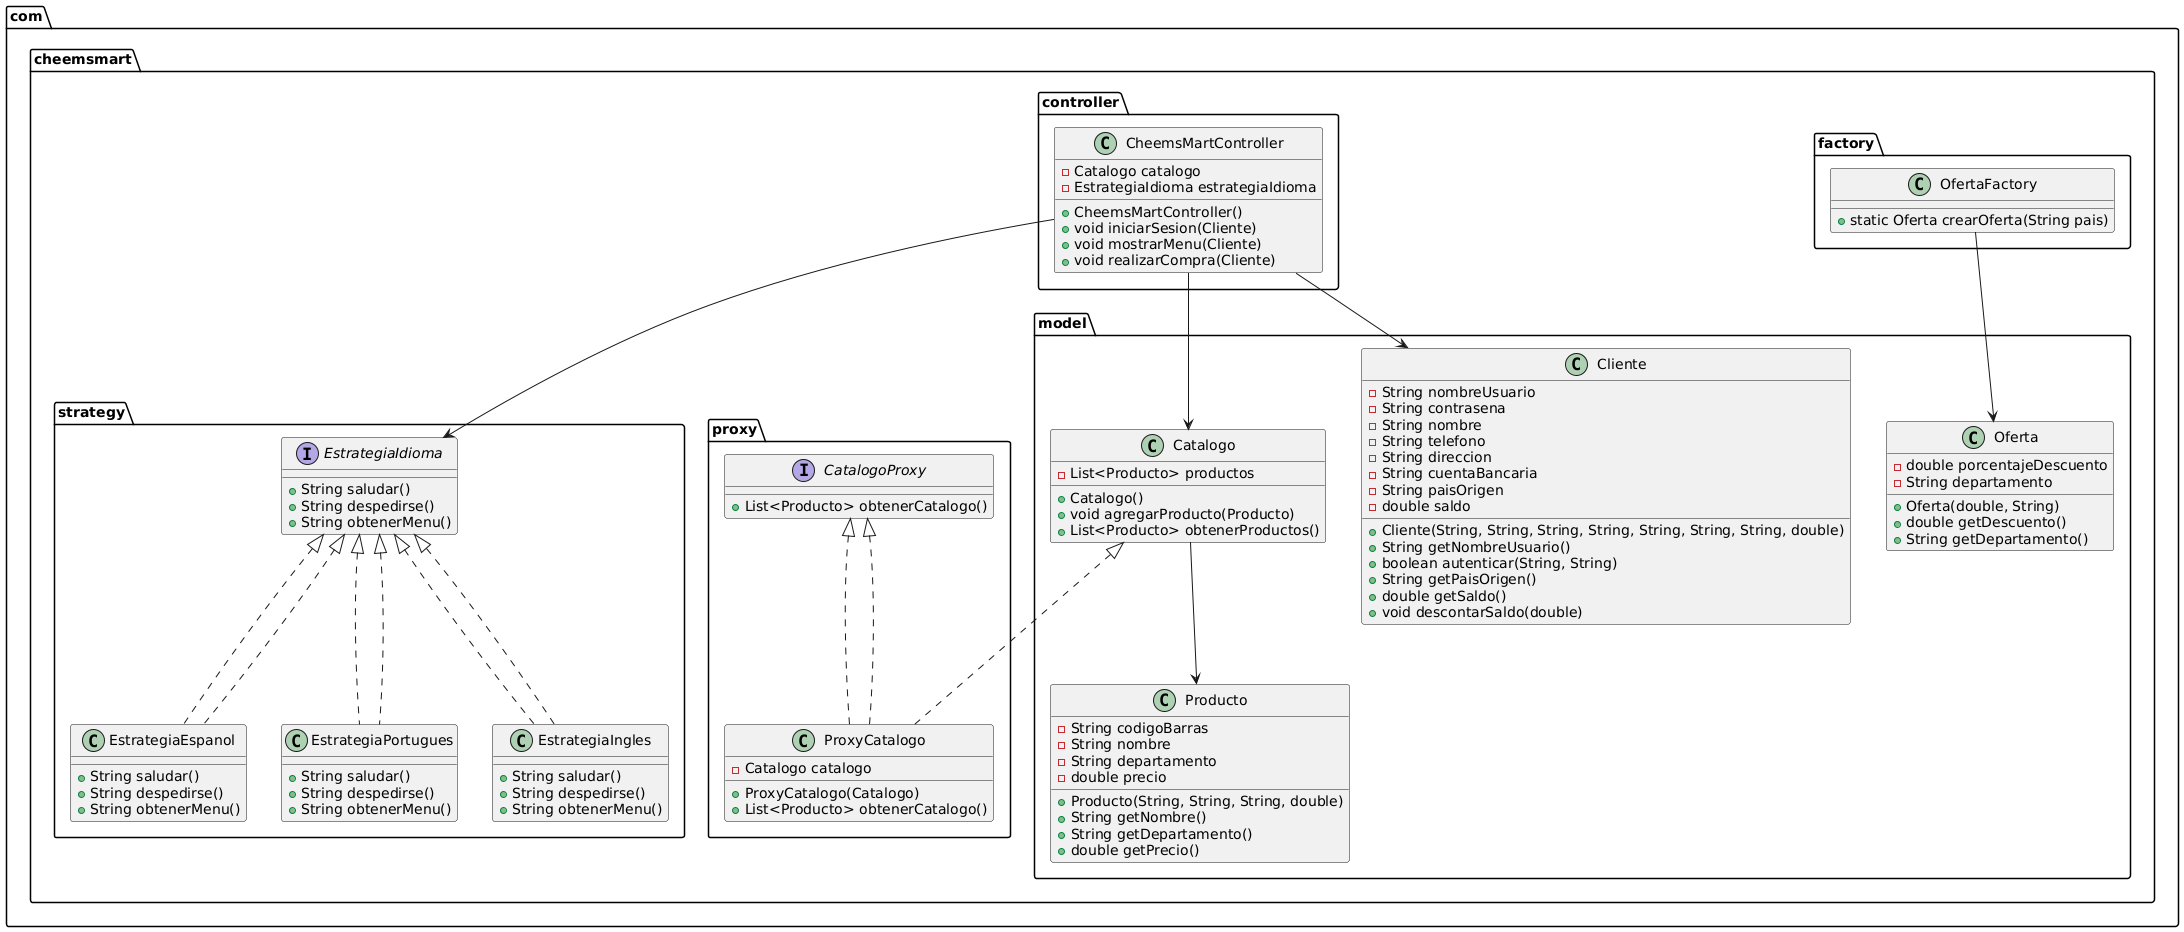 com
cheemsmart
controller
C CheemsMartController
Catalogo catalogo
EstrategiaIdioma estrategiaIdioma
CheemsMartController()
void iniciarSesion(Cliente)
void mostrarMenu(Cliente)
void realizarCompra(Cliente)
factory
C OfertaFactory
static Oferta crearOferta(String pais)
strategy
I EstrategiaIdioma
String saludar()
String despedirse()
String obtenerMenu()
C EstrategiaEspanol
String saludar()
String despedirse()
String obtenerMenu()
C EstrategiaPortugues
String saludar()
String despedirse()
String obtenerMenu()
C EstrategiaIngles
String saludar()
String despedirse()
String obtenerMenu()
proxy
I CatalogoProxy
List<Producto> obtenerCatalogo()
C ProxyCatalogo
Catalogo catalogo
ProxyCatalogo(Catalogo)
List<Producto> obtenerCatalogo()
model
C Catalogo
List<Producto> productos
Catalogo()
void agregarProducto(Producto)
List<Producto> obtenerProductos()
C Cliente
String nombreUsuario
String contrasena
String nombre
String telefono
String direccion
String cuentaBancaria
String paisOrigen
double saldo
Cliente(String, String, String, String, String, String, String, double)
String getNombreUsuario()
boolean autenticar(String, String)
String getPaisOrigen()
double getSaldo()
void descontarSaldo(double)
C Oferta
double porcentajeDescuento
String departamento
Oferta(double, String)
double getDescuento()
String getDepartamento()
C Producto
String codigoBarras
String nombre
String departamento
double precio
Producto(String, String, String, double)
String getNombre()
String getDepartamento()
double getPrecio()